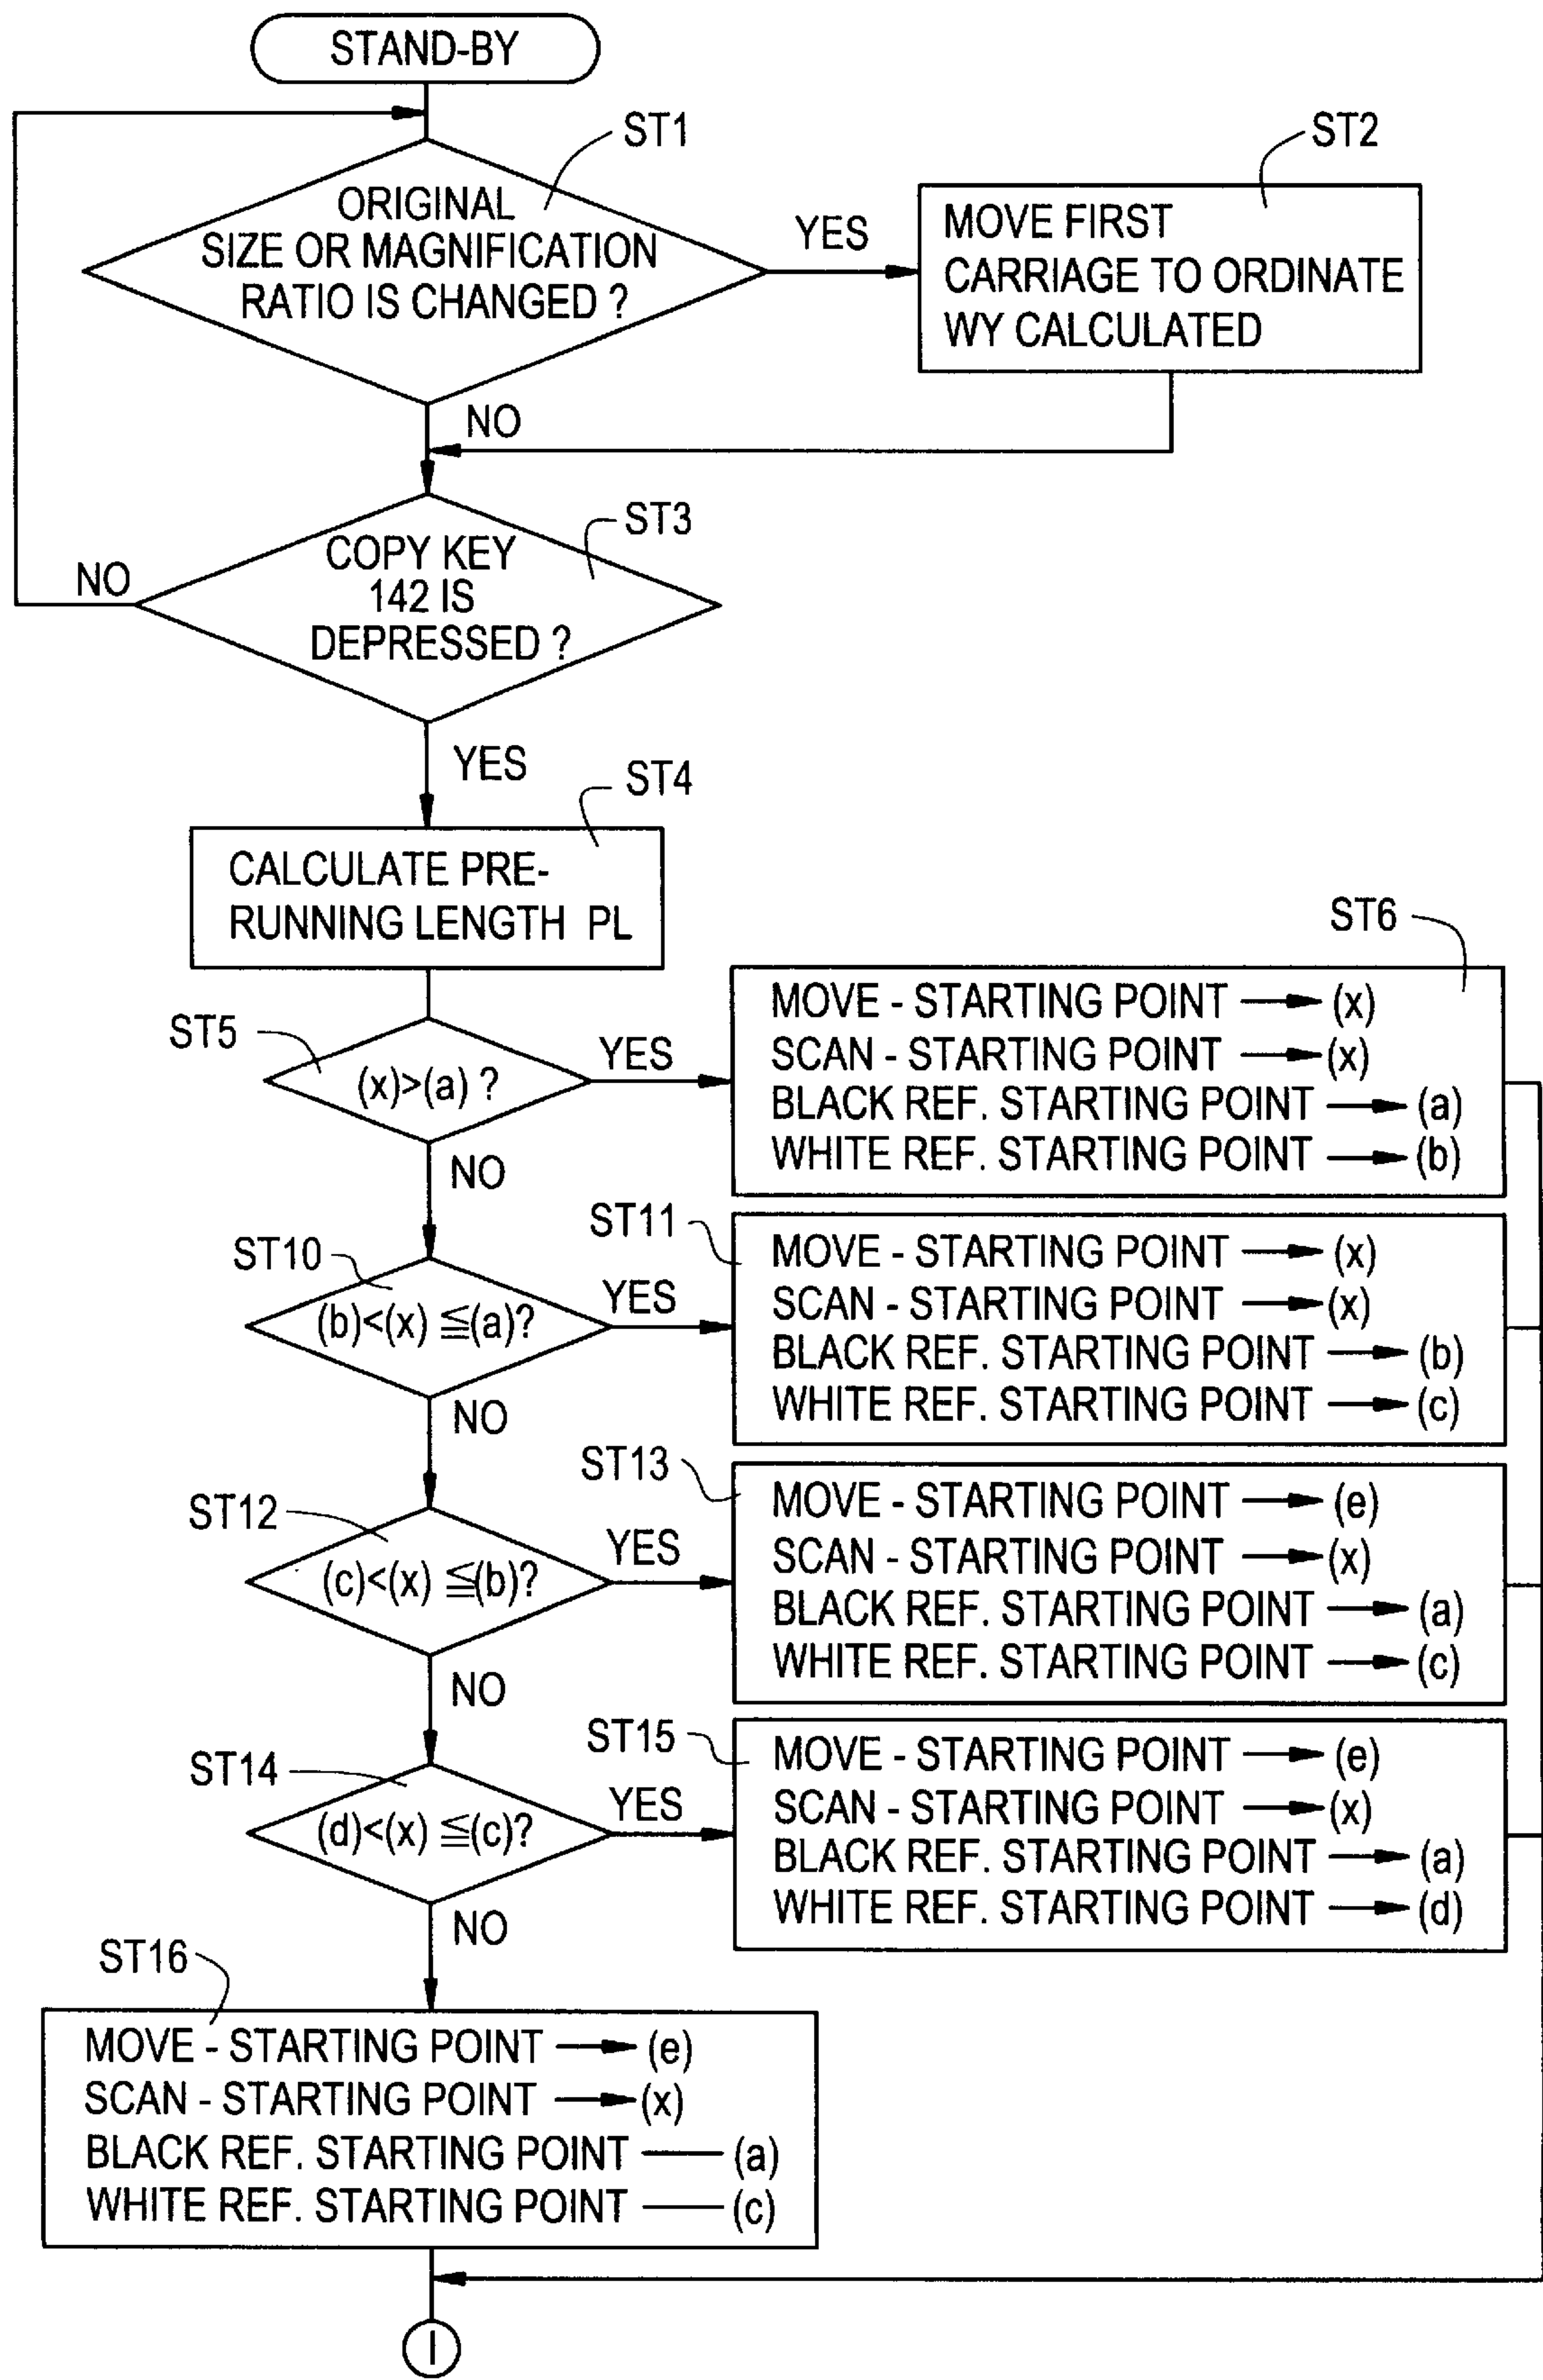 STAND-BY
ST1
ORIGINAL
SIZE OR MAGNIFICATION
RATIO IS CHANGED ?
YES
ST2
MOVE FIRST
CARRIAGE TO ORDINATE
WY CALCULATED
NO
ST3
COPY KEY
142 IS
DEPRESSED ?
NO
YES
ST4
CALCULATE PRE-
RUNNING LENGTH PL
ST5
(x)>(a) ?
YES
ST6
MOVE - STARTING POINT → (x)
SCAN - STARTING POINT → (x)
BLACK REF. STARTING POINT → (a)
WHITE REF. STARTING POINT → (b)
NO
ST10
(b)<(x) ≦(a)?
YES
ST11
MOVE - STARTING POINT → (x)
SCAN - STARTING POINT → (x)
BLACK REF. STARTING POINT → (b)
WHITE REF. STARTING POINT → (c)
NO
ST12
(c)<(x) ≦(b)?
YES
ST13
MOVE - STARTING POINT → (e)
SCAN - STARTING POINT → (x)
BLACK REF. STARTING POINT → (a)
WHITE REF. STARTING POINT → (c)
NO
ST14
(d)<(x) ≦(c)?
YES
ST15
MOVE - STARTING POINT → (e)
SCAN - STARTING POINT → (x)
BLACK REF. STARTING POINT → (a)
WHITE REF. STARTING POINT → (d)
NO
ST16
MOVE - STARTING POINT → (e)
SCAN - STARTING POINT → (x)
BLACK REF. STARTING POINT — (a)
WHITE REF. STARTING POINT — (c)
I